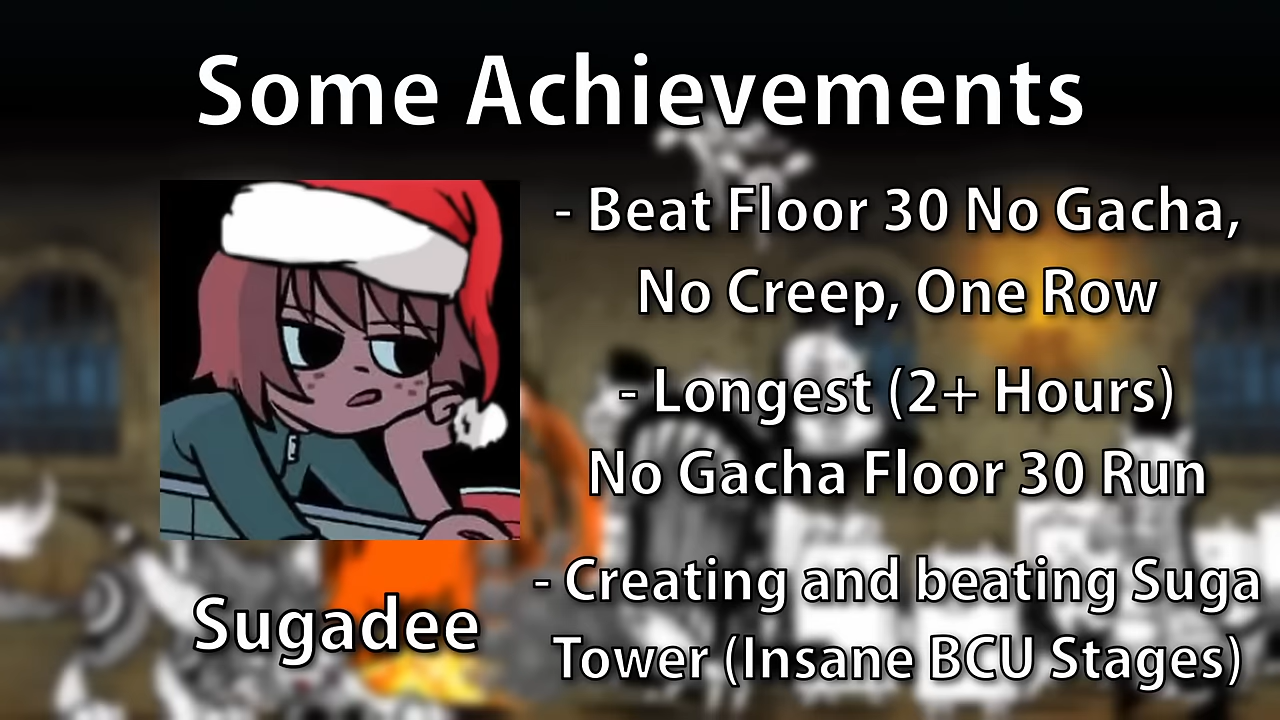 Some Achievements
- Beat Floor 30 No Gacha,
No Creep, One Row
- Longest (2+ Hours)
No Gacha Floor 30 Run
- Creating and beating Suga
Tower (Insane BCU Stages)
Sugadee